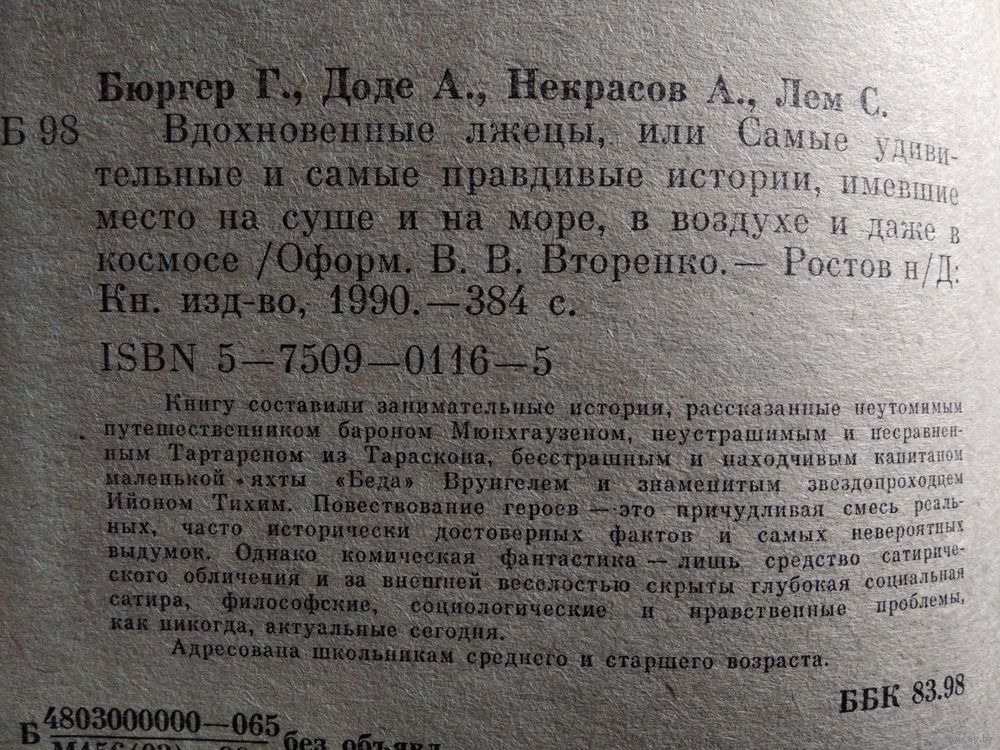 Бюргер Г., Доде А., Некрасов А., Лем С.
Б 98 Вдохновенные лжецы, или Самые удиви-
тельные и самые правдивые истории, имевшие
место на суше и на море, в воздухе и даже в
космосе /Оформ. В. В. Вторенко.— Ростов н/Д:
Кн. изд-во, 1990.—384 с.
ISBN 5—7509—0116—5
Книгу составили занимательные истории, рассказанные неутомимым
путешественником бароном Мюнхгаузеном, неустрашимым и несравнен-
ным Тартареном из Тараскона, бесстрашным и находчивым капитаном
маленькой яхты «Беда» Врунгелем и знаменитым звездопроходцем
Ийоном Тихим. Повествование героев — это причудливая смесь реаль-
ных, часто исторически достоверных фактов и самых невероятных
выдумок. Однако комическая фантастика — лишь средство сатириче-
ского обличения и за внешней веселостью скрыты глубокая социальная
сатира, философские, социологические и нравственные проблемы,
как никогда, актуальные сегодня.
Адресована школьникам среднего и старшего возраста.
ББК 83.98
Б 4803000000—065
без объявл.
www.ay.by